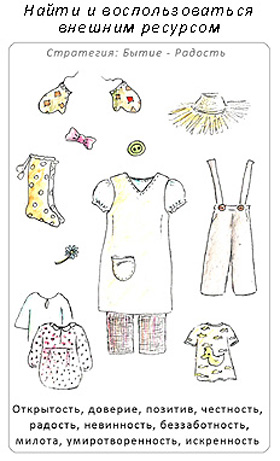 Найти и воспользоваться
внешним ресурсом
Стратегия: Бытие - Радость
Открытость, доверие, позитив, честность,
радость, невинность, беззаботность,
милота, умиротворенность, искренность